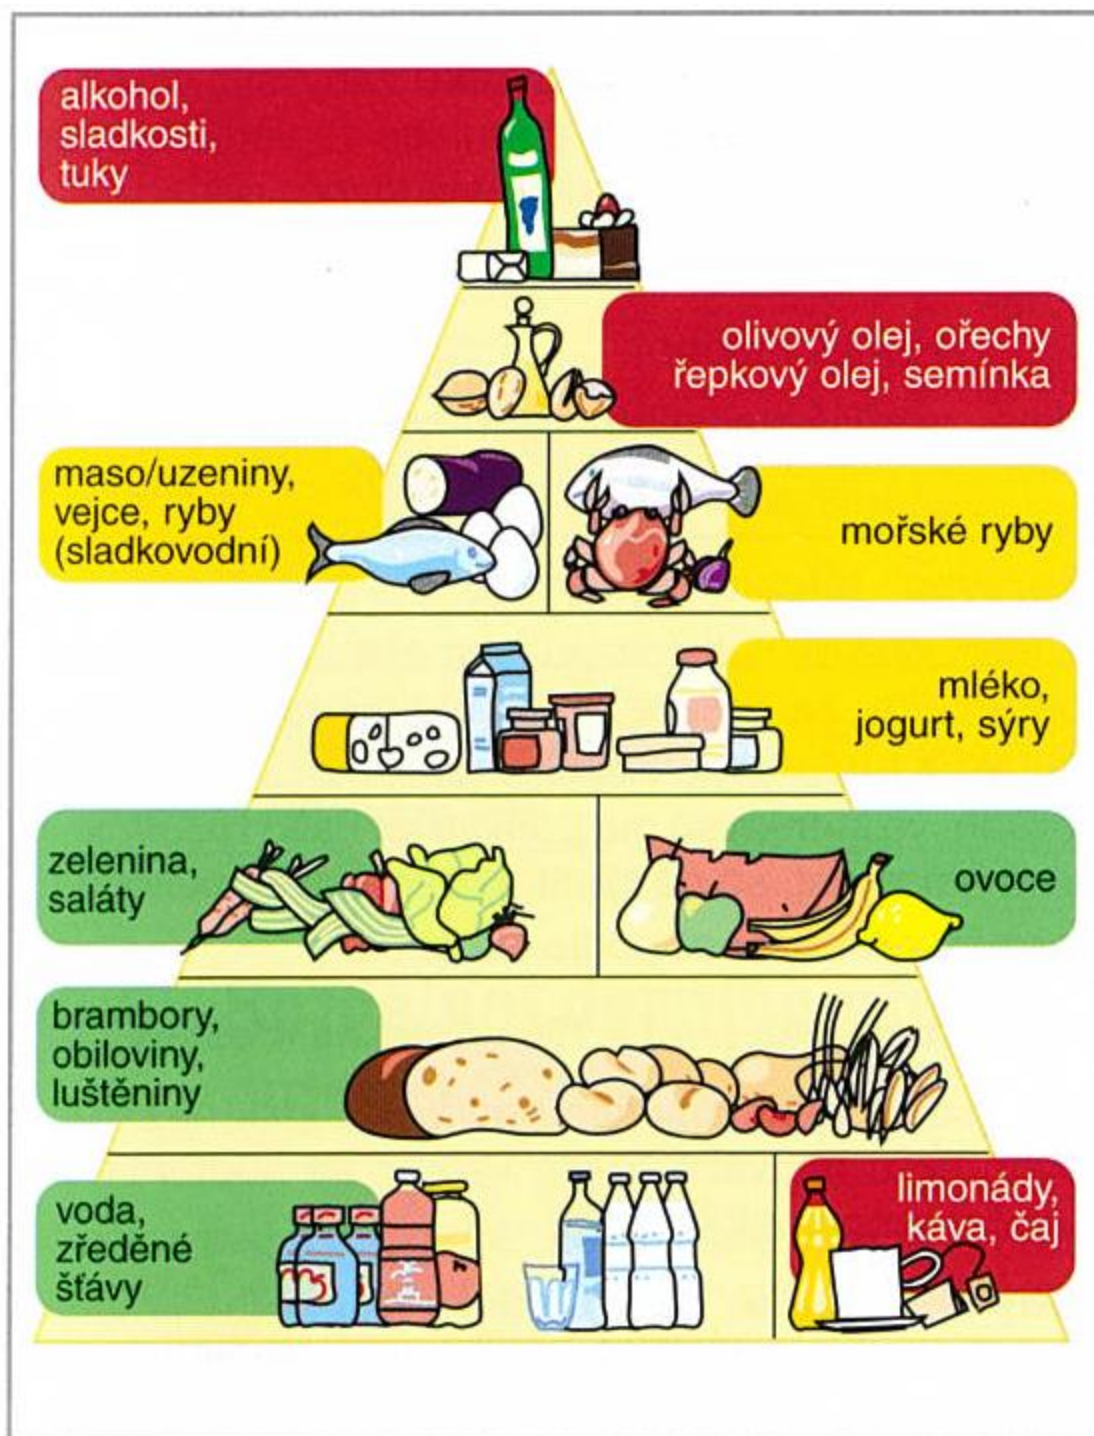 alkohol,
sladkosti,
tuky
olivový olej, ořechy
řepkový olej, semínka
maso/uzeniny,
vejce, ryby
(sladkovodní)
mořské ryby
mléko,
jogurt, sýry
zelenina,
saláty
ovoce
brambory,
obiloviny,
luštěniny
voda,
zředěné
šťávy
limonády,
káva, čaj